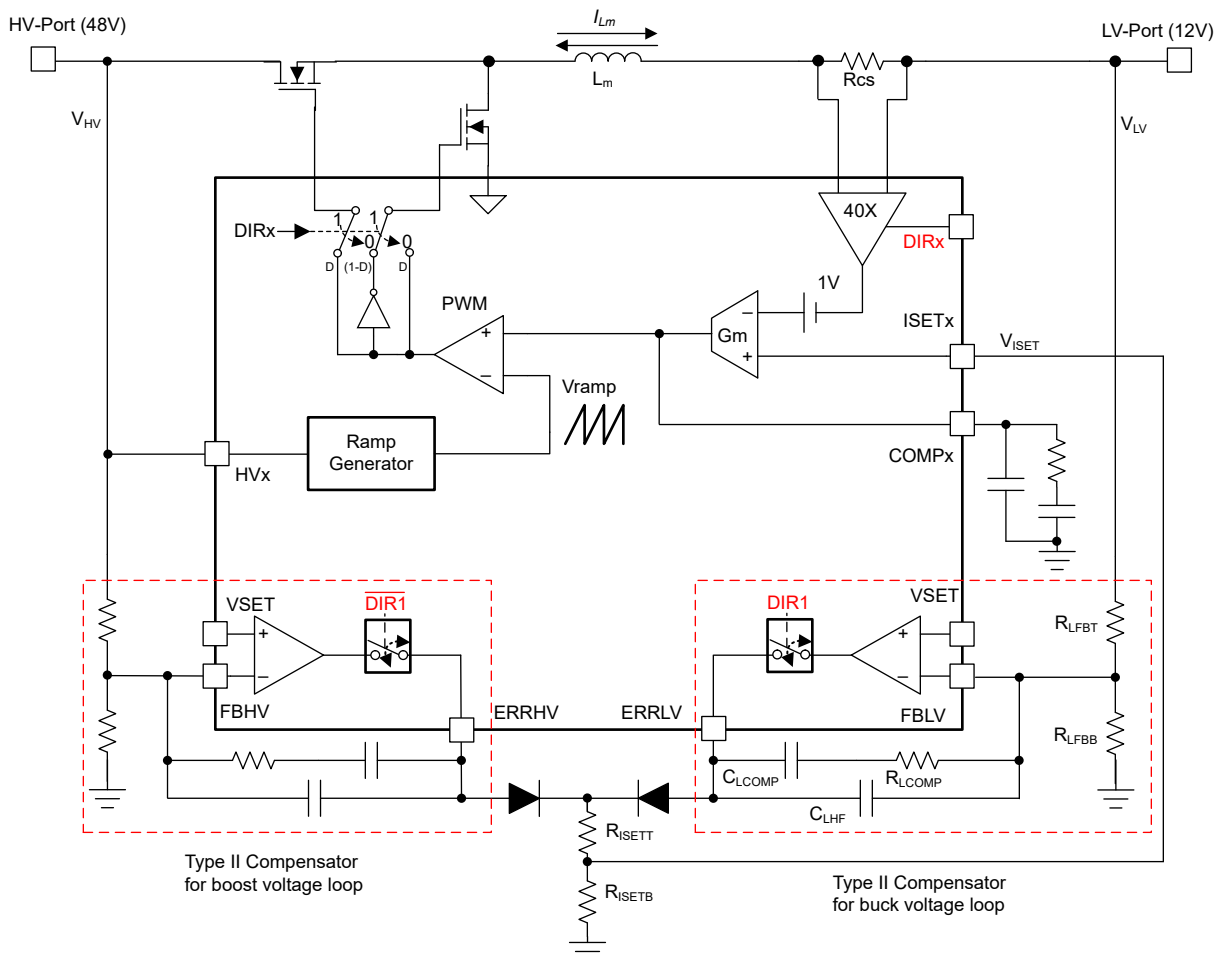 HV-Port (48V)
I_Lm
LV-Port (12V)
L_m
Rcs
V_HV
V_LV
40X
DIRx
1
1
0
0
DIRx
D
(1-D)
D
1V
PWM
ISETx
+
−
Gm
−
+
V_ISET
Vramp
Ramp
Generator
HVx
COMPx
VSET
DIR1
DIR1
VSET
+
−
+
−
R_LFBT
FBHV
ERRHV
ERRLV
FBLV
R_LFBB
C_LCOMP
R_LCOMP
C_LHF
R_ISETT
Type II Compensator
for boost voltage loop
R_ISETB
Type II Compensator
for buck voltage loop